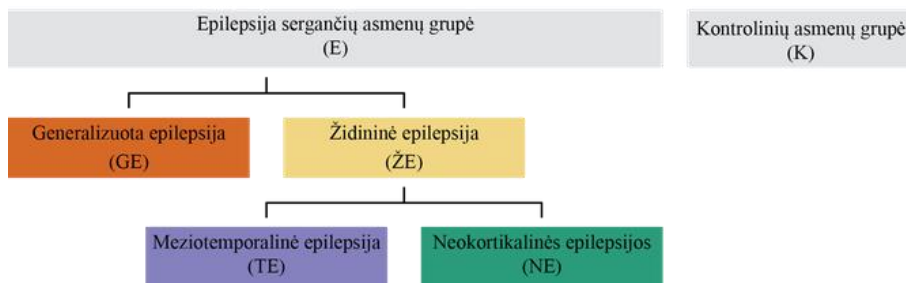 Epilepsija sergančių asmenų grupė
(E)
Kontrolinių asmenų grupė
(K)
Generalizuota epilepsija
(GE)
Židininė epilepsija
(ŽE)
Meziotemporalinė epilepsija
(TE)
Neokortikalinės epilepsijos
(NE)